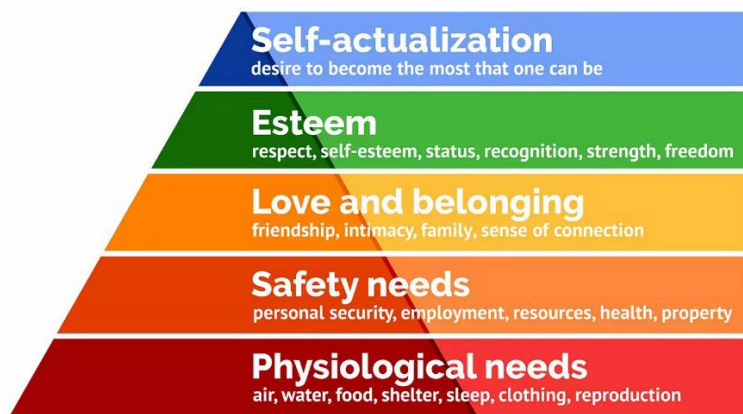 Self-actualization
desire to become the most that one can be
Esteem
respect, self-esteem, status, recognition, strength, freedom
Love and belonging
friendship, intimacy, family, sense of connection
Safety needs
personal security, employment, resources, health, property
Physiological needs
air, water, food, shelter, sleep, clothing, reproduction